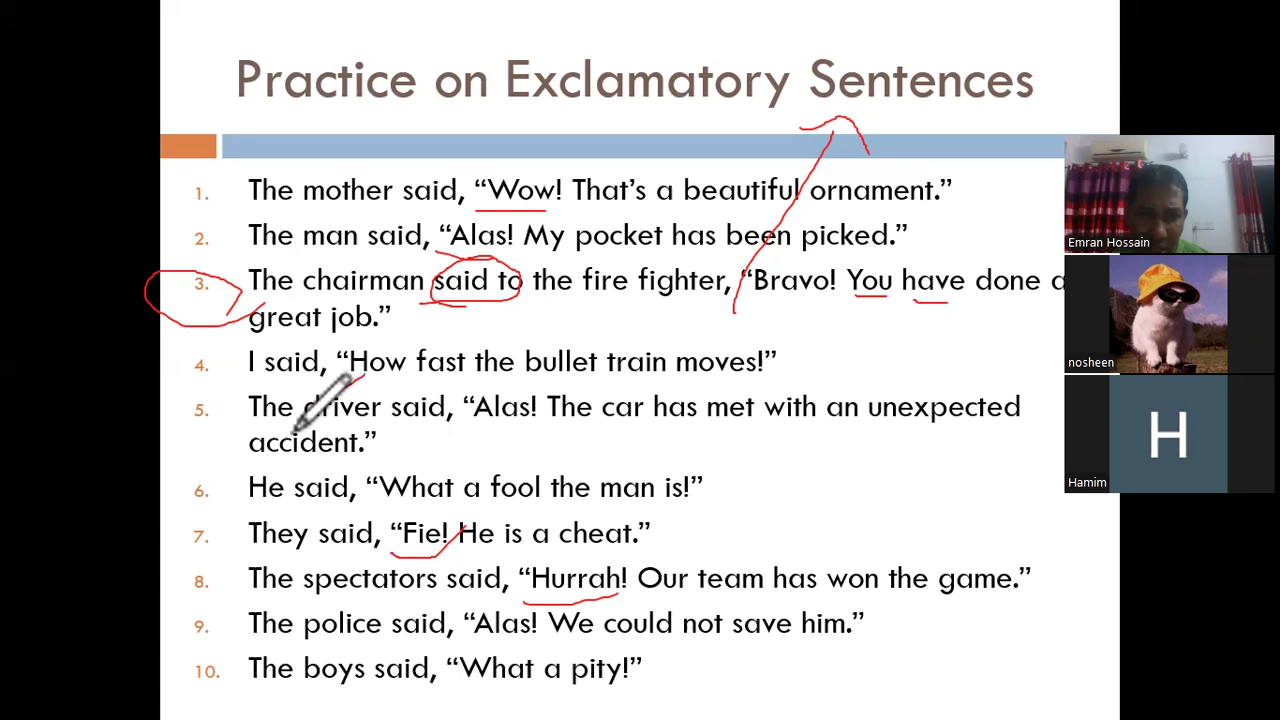 Practice on Exclamatory Sentences
1. The mother said, “Wow! That’s a beautiful ornament.”
2. The man said, “Alas! My pocket has been picked.”
3. The chairman said to the fire fighter, “Bravo! You have done a
great job.”
4. I said, “How fast the bullet train moves!”
5. The driver said, “Alas! The car has met with an unexpected
accident.”
6. He said, “What a fool the man is!”
7. They said, “Fie! He is a cheat.”
8. The spectators said, “Hurrah! Our team has won the game.”
9. The police said, “Alas! We could not save him.”
10. The boys said, “What a pity!”
Emran Hossain
nosheen
H
Hamim